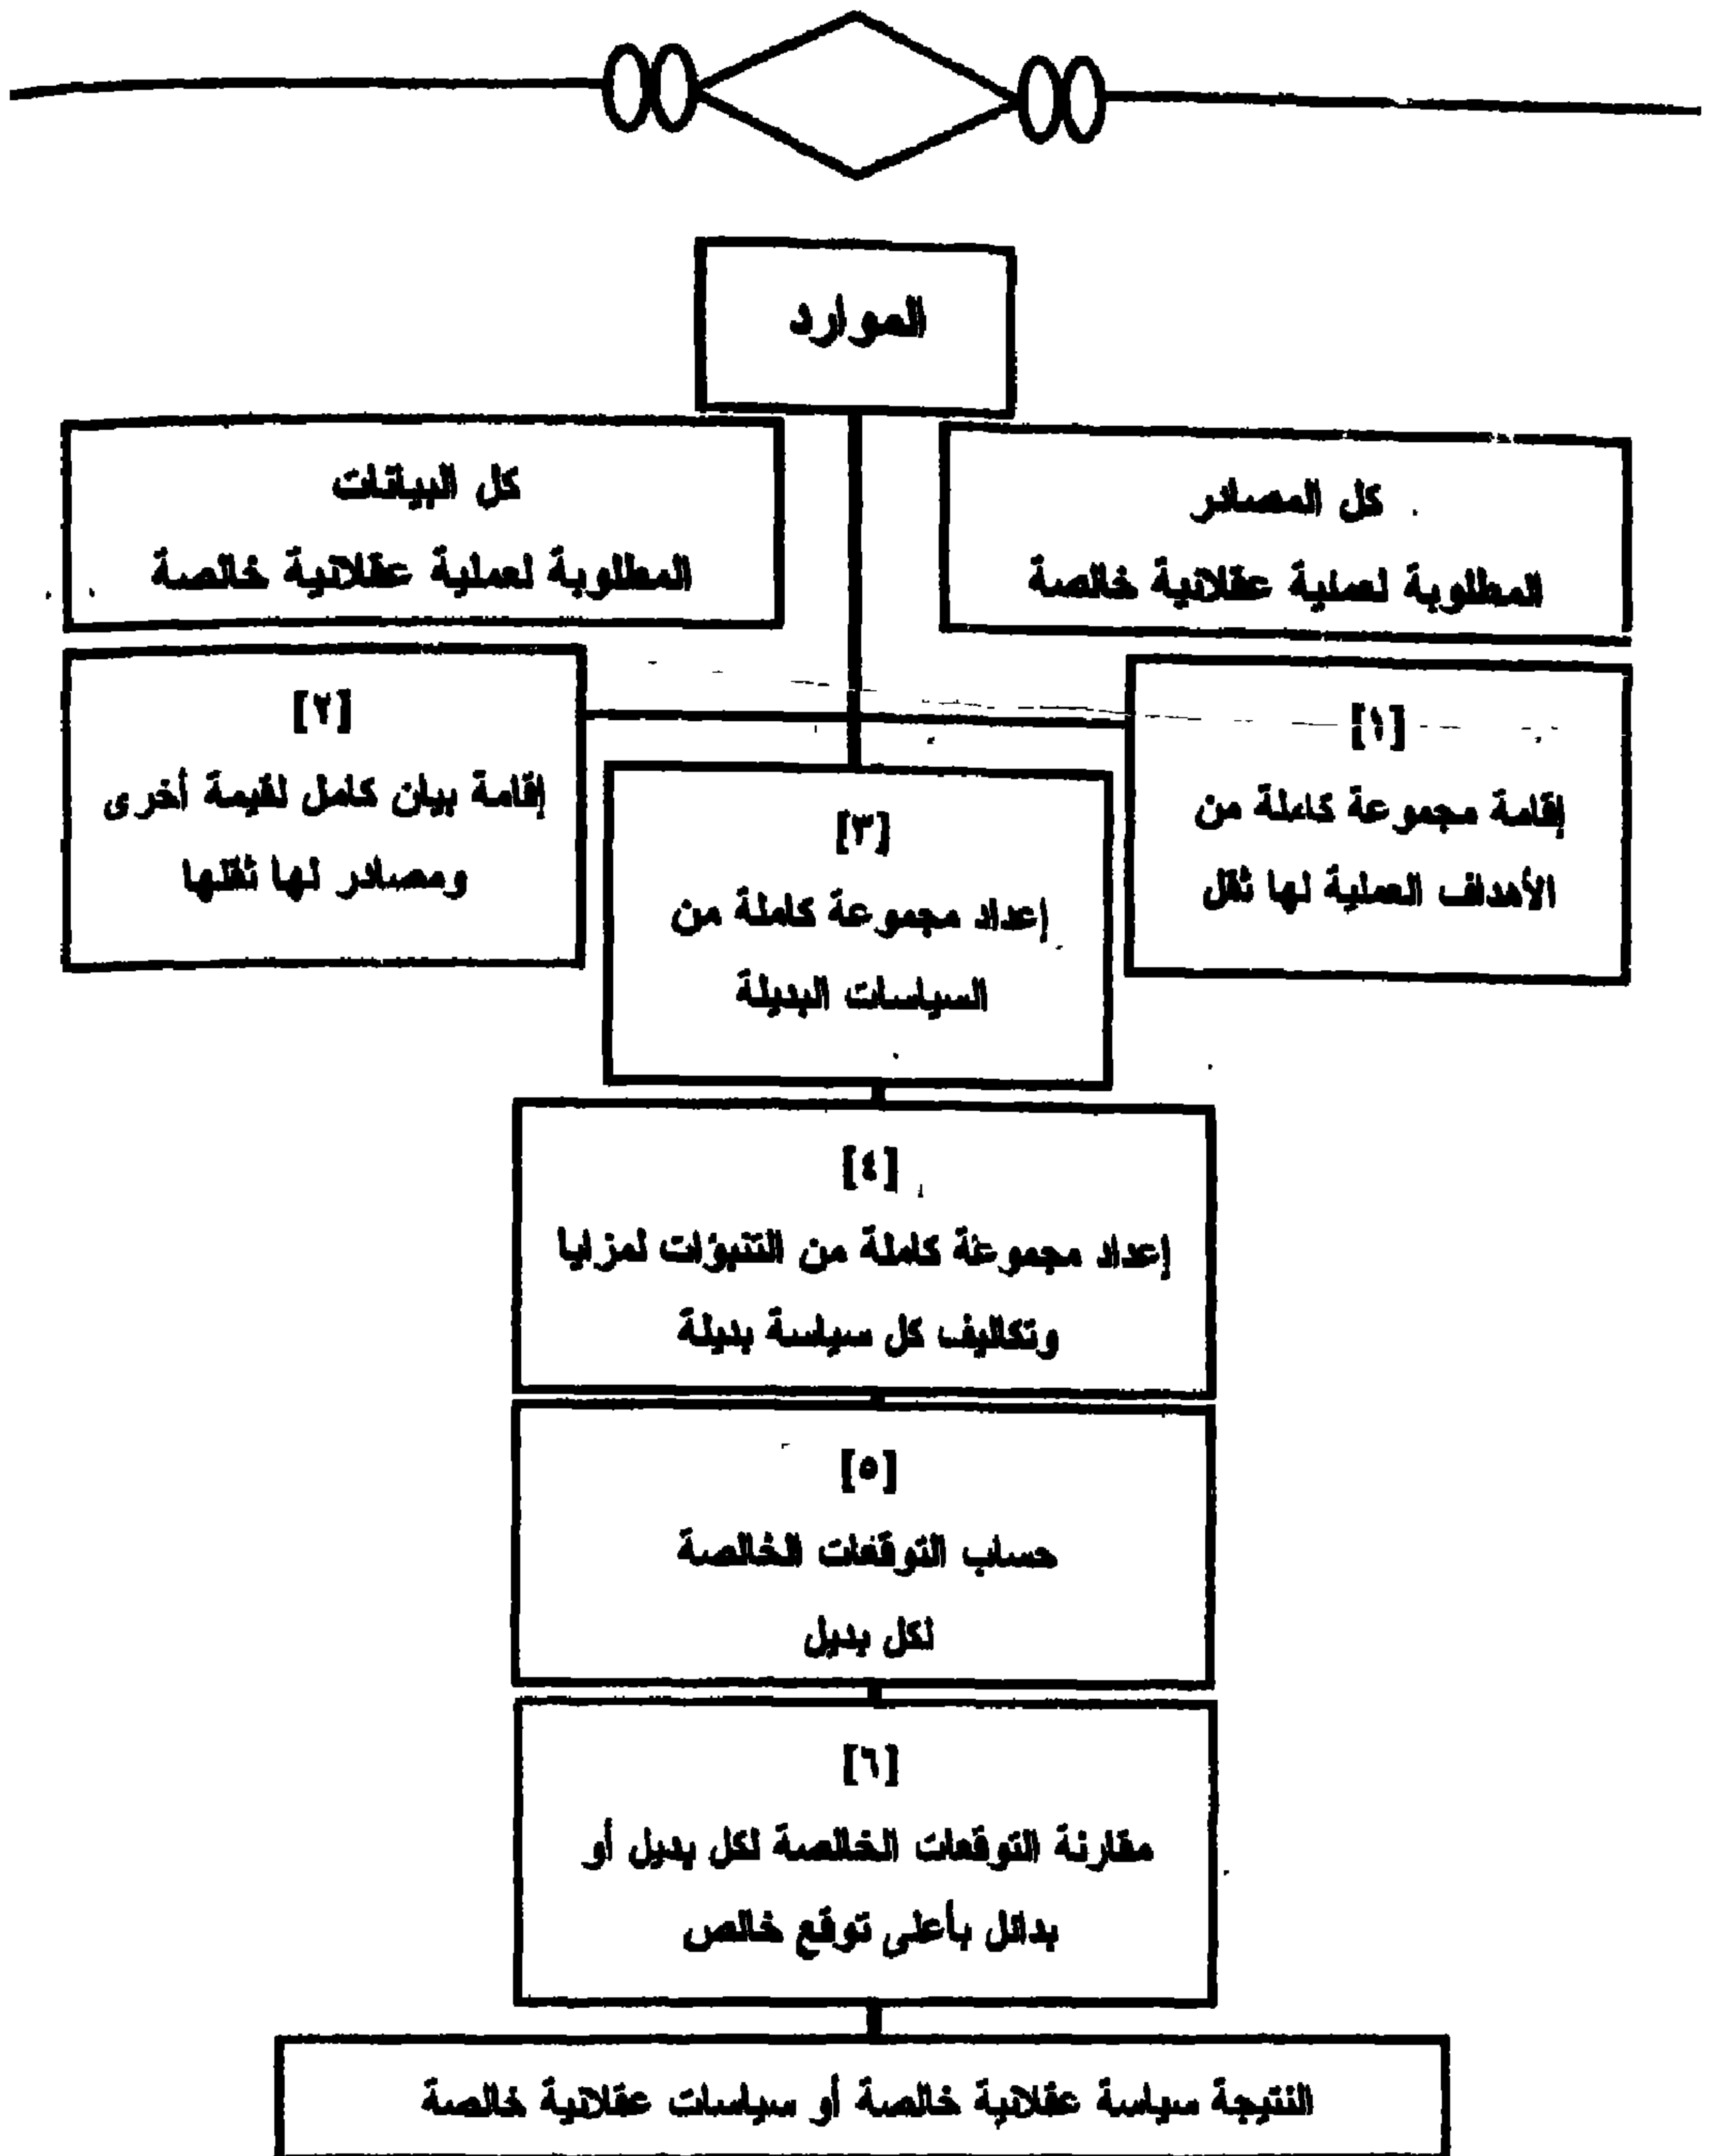 الموارد
كل المصادر
المطلوبة لعملية عقلانية خالصة
كل البيانات
المطلوبة لعملية عقلانية خالصة
[١]
إقامة مجموعة كاملة من
الأهداف العملية لها ثقل
[٢]
إقامة بيان كامل لقيمة أخرى
ومصادر لها ثقلها
[٣]
إعداد مجموعة كاملة من
السياسات البديلة
[٤]
إعداد مجموعة كاملة من التنبؤات لمزايا
وتكاليف كل سياسة بديلة
[٥]
حساب التوقعات الخالصة
لكل بديل
[٦]
مقارنة التوقعات الخالصة لكل بديل أو
بدائل بأعلى توقع خالص
النتيجة سياسة عقلانية خالصة أو سياسات عقلانية خالصة